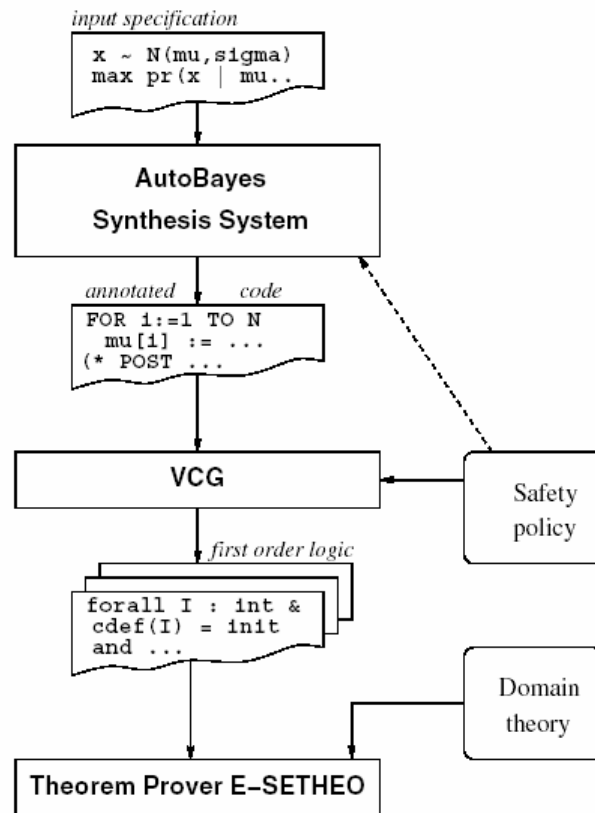 input specification
x ~ N(mu,sigma)
max pr(x | mu..
AutoBayes
Synthesis System
annotated code
FOR i:=1 TO N
mu[i] := ...
(* POST ...
VCG
Safety
policy
first order logic
forall I : int &
cdef(I) = init
and ...
Domain
theory
Theorem Prover E–SETHEO